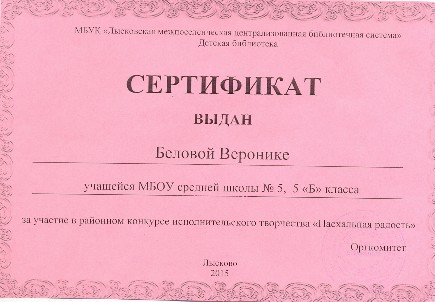 МБУК «Лысковская межпоселенческая централизованная библиотечная система»
Детская библиотека
СЕРТИФИКАТ
ВЫДАН
Беловой Веронике
учащейся МБОУ средней школы № 5, 5 «Б» класса
за участие в районном конкурсе исполнительского творчества «Пасхальная радость»
Оргкомитет
Лысково
2015